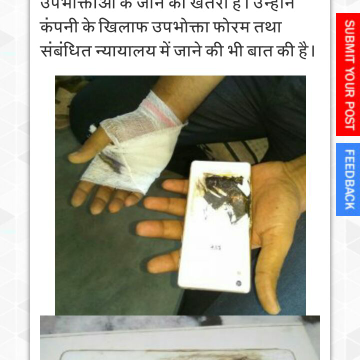 उपभोक्ताओं के जान को खतरा है। उन्होंने
कंपनी के खिलाफ उपभोक्ता फोरम तथा
संबंधित न्यायालय में जाने की भी बात की है।
SUBMIT YOUR POST
FEEDBACK